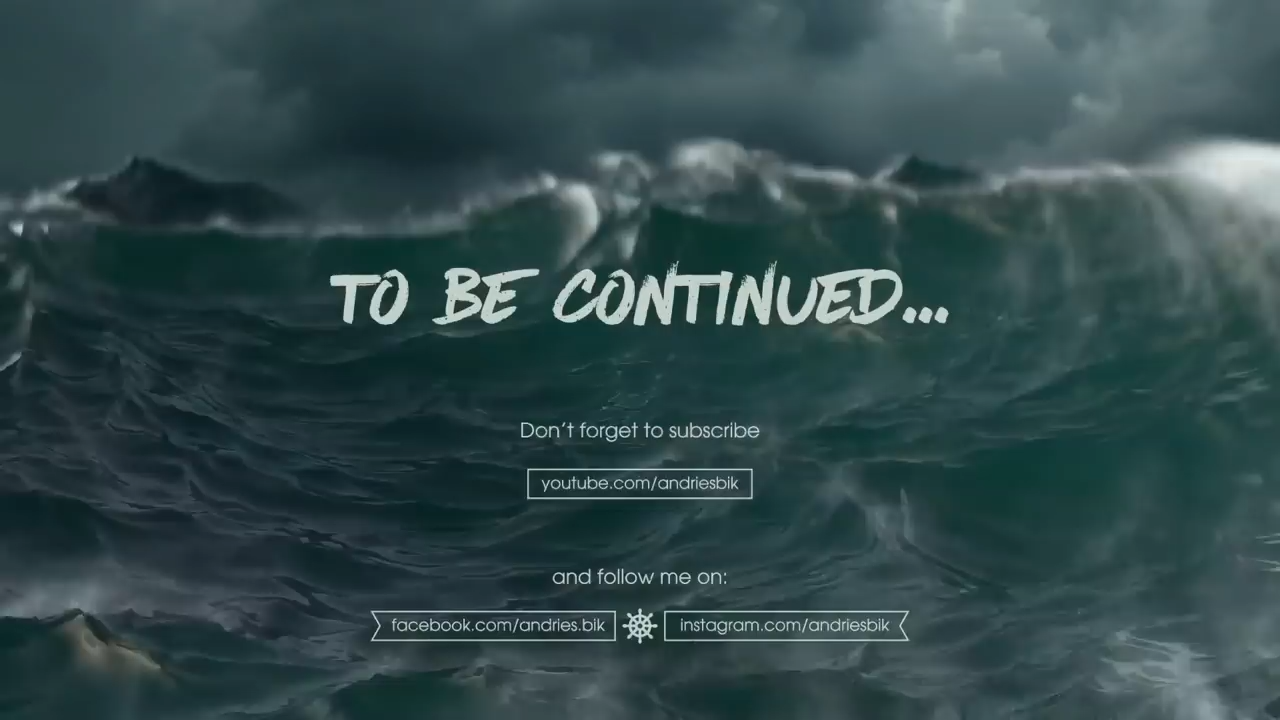 TO BE CONTINUED...
Don't forget to subscribe
youtube.com/andriesbik
and follow me on:
facebook.com/andries.bik
instagram.com/andriesbik